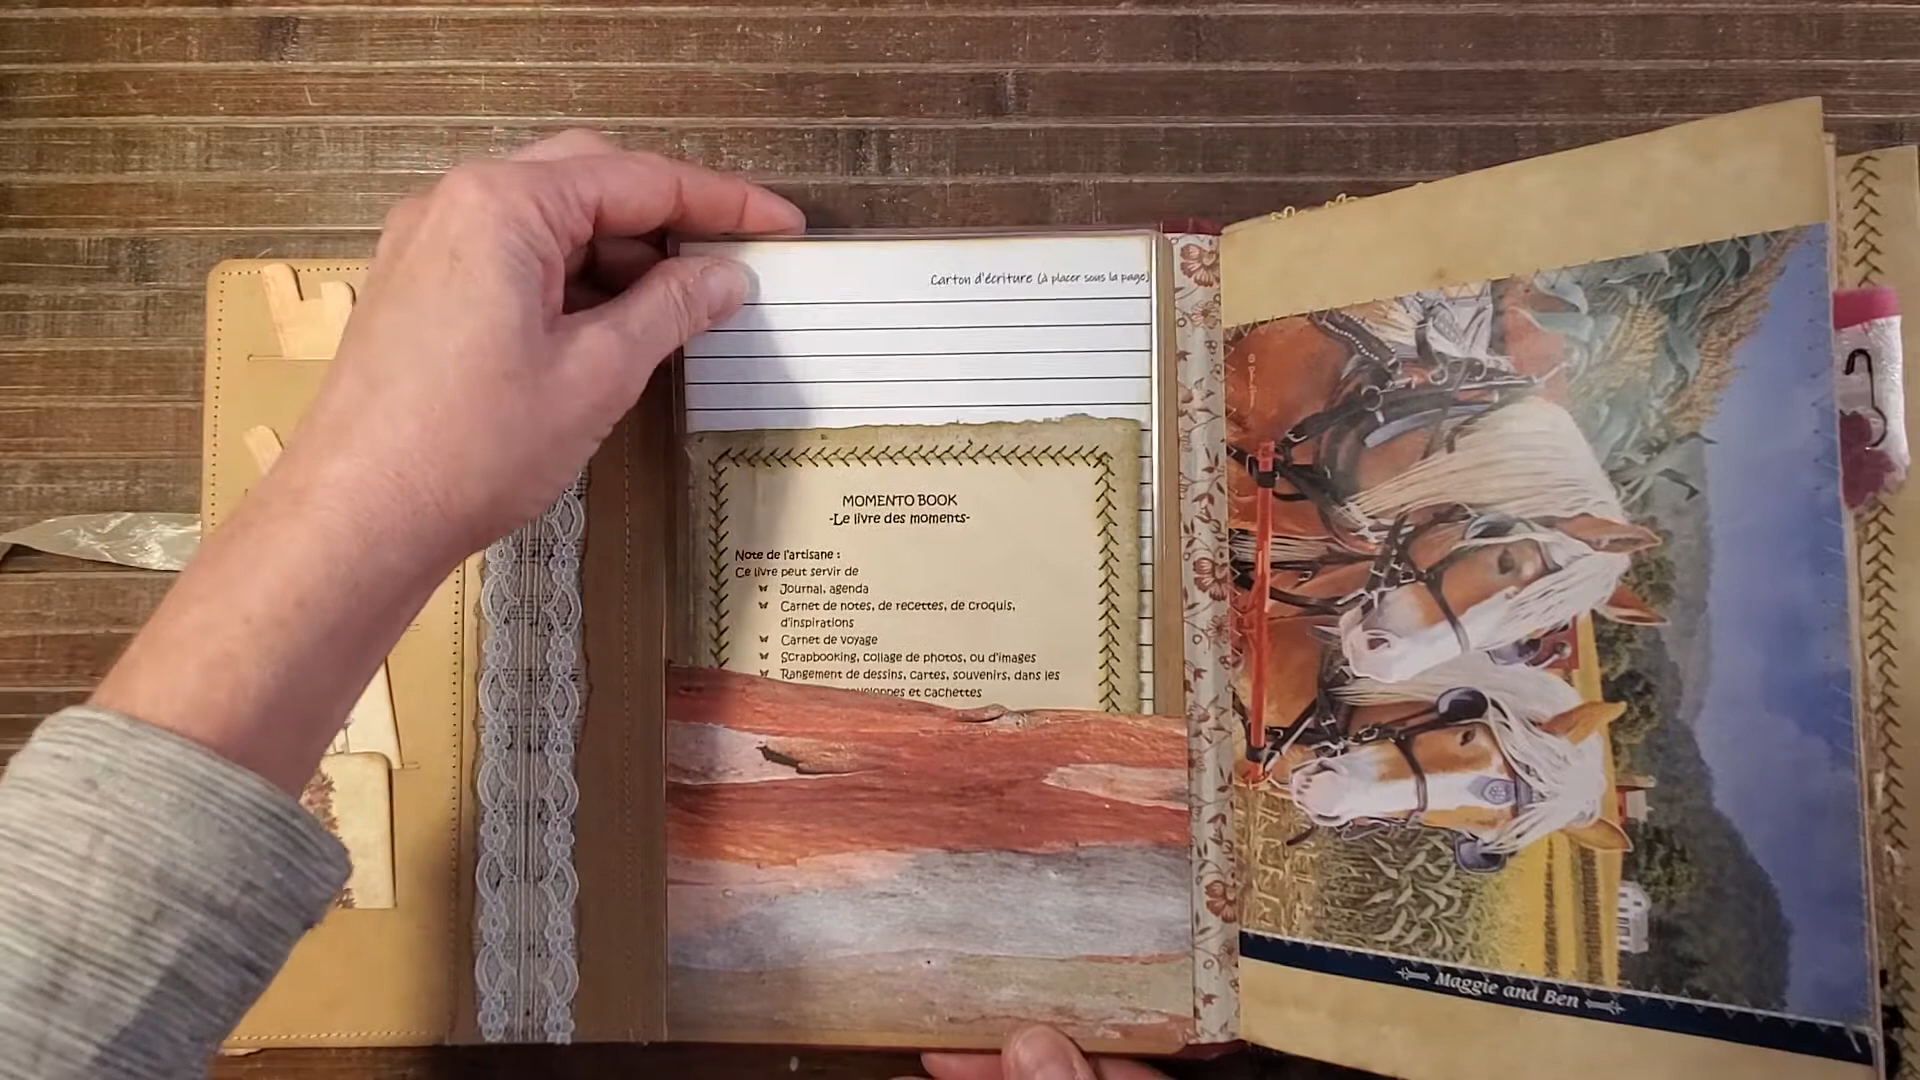 Carton d'écriture (à placer sous la page)
MOMENTO BOOK
-Le livre des moments-
Note de l'artisane :
Ce livre peut servir de
Journal, agenda
Carnet de notes, de recettes, de croquis,
d'inspirations
Carnet de voyage
Scrapbooking, collage de photos, ou d'images
Rangement de dessins, cartes, souvenirs, dans les
et cachettes
Maggie and Ben